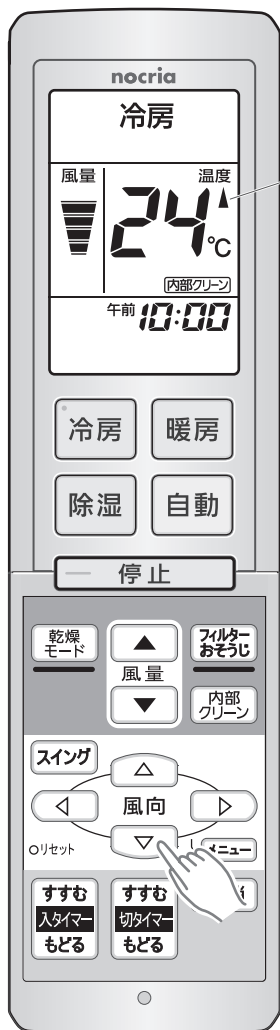 nocria
冷房
風量 温度
24℃
内部クリーン
午前 10:00
冷房 暖房
除湿 自動
停止
乾燥
モード
風量
フィルター
おそうじ
内部
クリーン
スイング
風向
リセット
メニュー
すすむ すすむ
入タイマー 切タイマー
もどる もどる